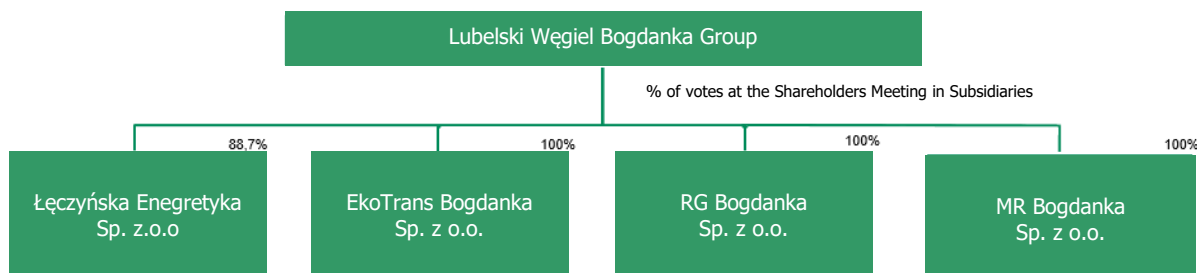 Lubelski Węgiel Bogdanka Group
% of votes at the Shareholders Meeting in Subsidiaries
88,7%
100%
100%
100%
Łęczyńska Enegretyka
Sp. z.o.o
EkoTrans Bogdanka
Sp. z o.o.
RG Bogdanka
Sp. z o.o.
MR Bogdanka
Sp. z o.o.